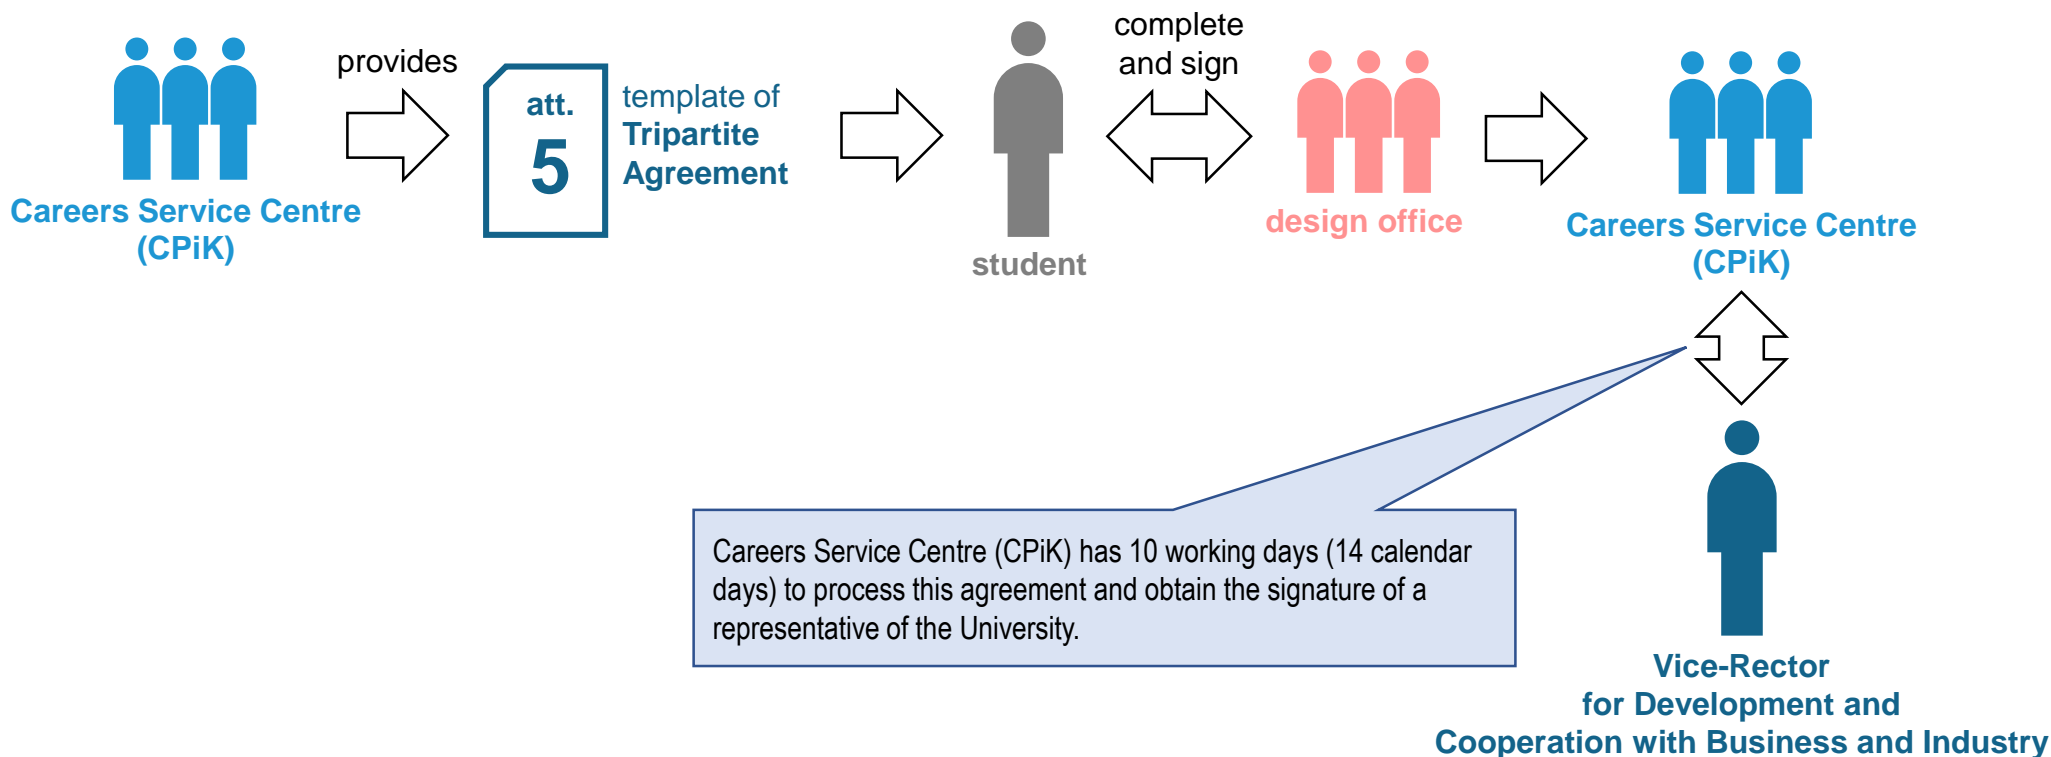 provides
complete
and sign
att.
5
template of
Tripartite
Agreement
Careers Service Centre
(CPiK)
student
design office
Careers Service Centre
(CPiK)
Careers Service Centre (CPiK) has 10 working days (14 calendar
days) to process this agreement and obtain the signature of a
representative of the University.
Vice-Rector
for Development and
Cooperation with Business and Industry